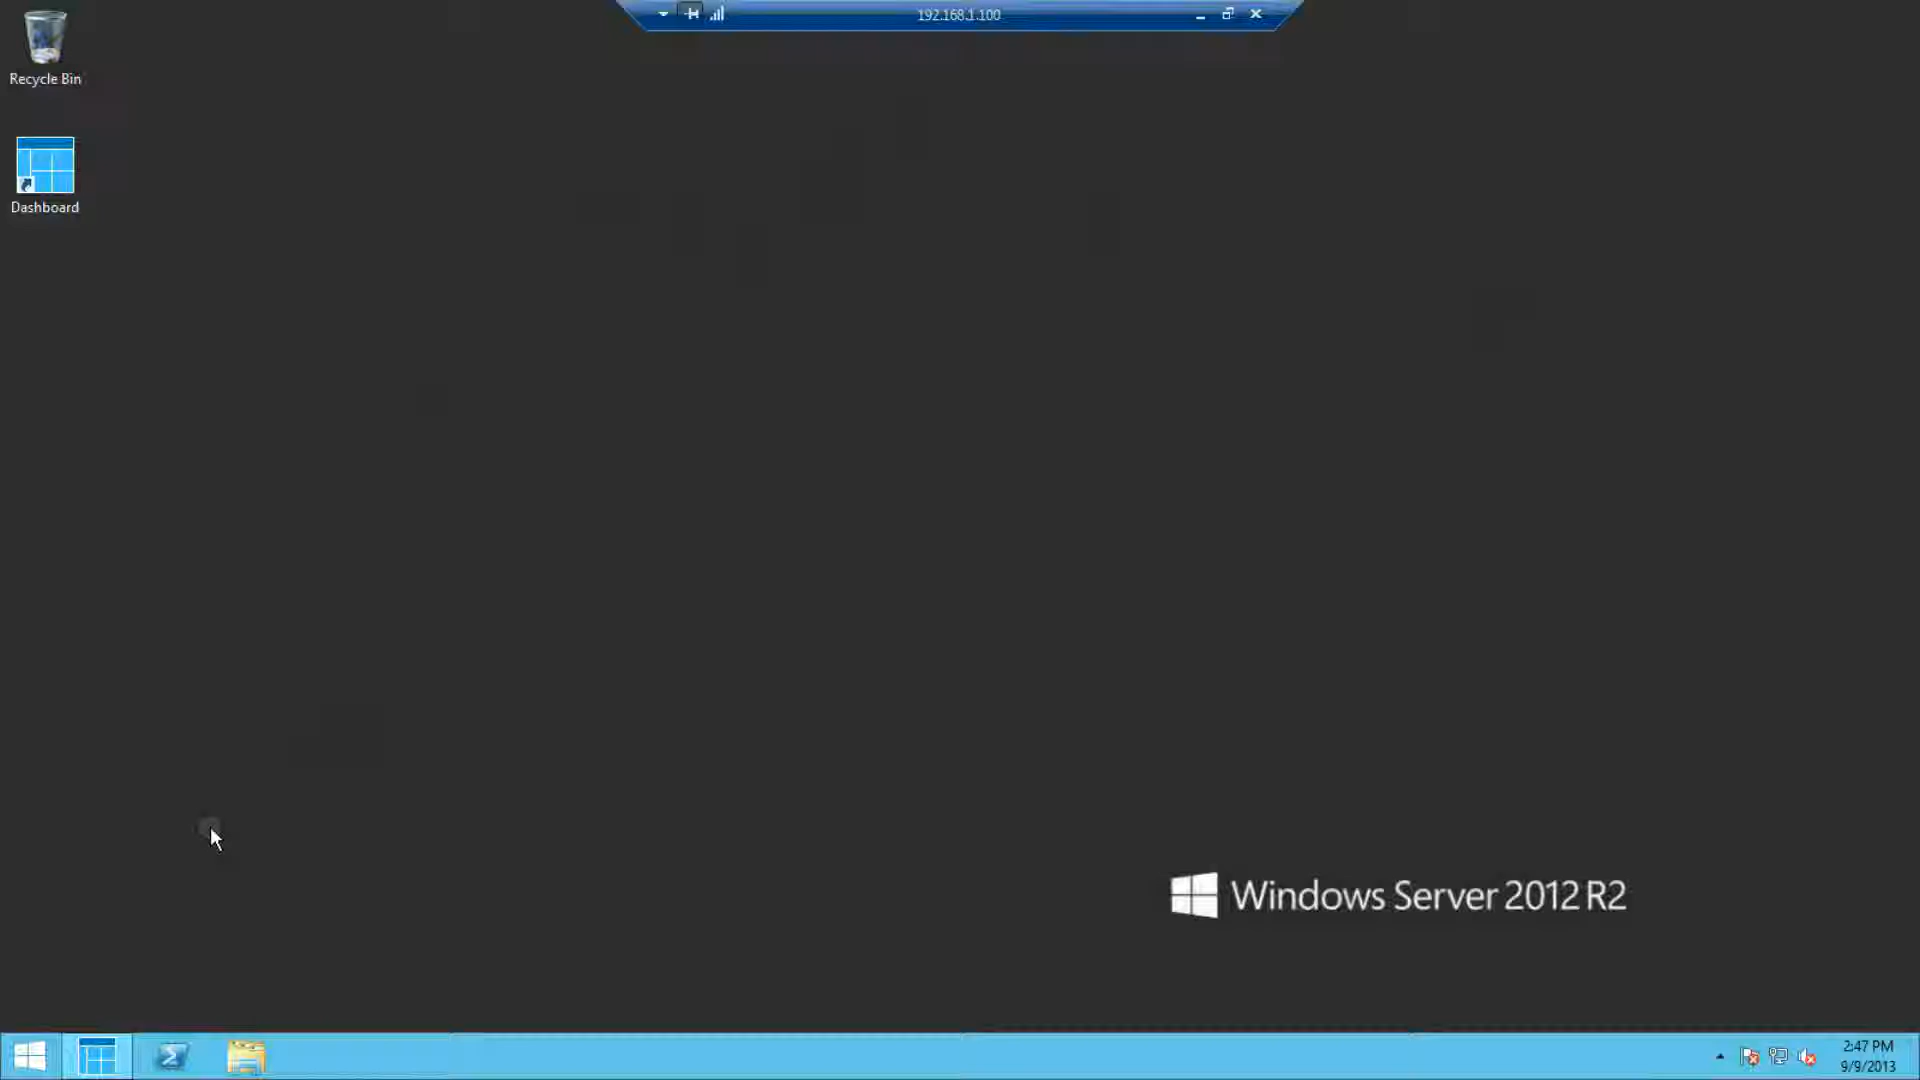 192.168.1.100
Recycle Bin
Dashboard
Windows Server 2012 R2
2:47 PM
9/9/2013